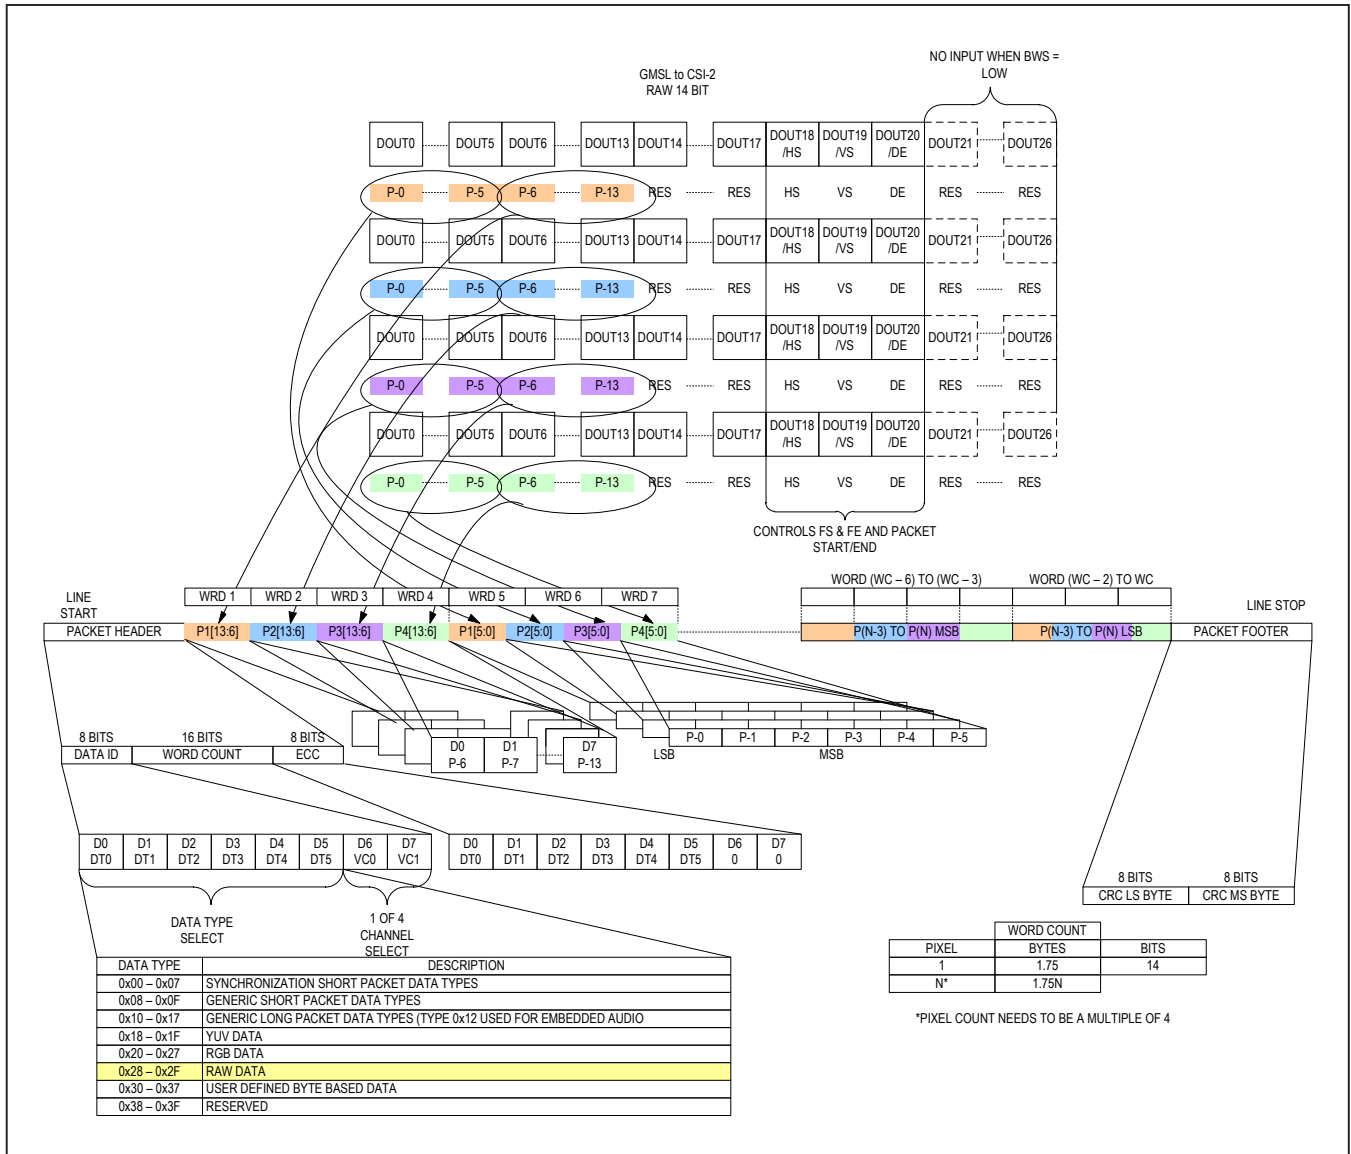 NO INPUT WHEN BWS =
LOW
GMSL to CSI-2
RAW 14 BIT
DOUT0 DOUT5 DOUT6 DOUT13 DOUT14 DOUT17 DOUT18 /HS DOUT19 /VS DOUT20 /DE DOUT21 DOUT26
P-0 P-5 P-6 P-13 RES RES HS VS DE RES RES
DOUT0 DOUT5 DOUT6 DOUT13 DOUT14 DOUT17 DOUT18 /HS DOUT19 /VS DOUT20 /DE DOUT21 DOUT26
P-0 P-5 P-6 P-13 RES RES HS VS DE RES RES
DOUT0 DOUT5 DOUT6 DOUT13 DOUT14 DOUT17 DOUT18 /HS DOUT19 /VS DOUT20 /DE DOUT21 DOUT26
P-0 P-5 P-6 P-13 RES RES HS VS DE RES RES
DOUT0 DOUT5 DOUT6 DOUT13 DOUT14 DOUT17 DOUT18 /HS DOUT19 /VS DOUT20 /DE DOUT21 DOUT26
P-0 P-5 P-6 P-13 RES RES HS VS DE RES RES
CONTROLS FS & FE AND PACKET
START/END
LINE
START
WRD 1 WRD 2 WRD 3 WRD 4 WRD 5 WRD 6 WRD 7
WORD (WC – 6) TO (WC – 3) WORD (WC – 2) TO WC
LINE STOP
PACKET HEADER P1[13:6] P2[13:6] P3[13:6] P4[13:6] P1[5:0] P2[5:0] P3[5:0] P4[5:0] P(N-3) TO P(N) MSB P(N-3) TO P(N) LSB PACKET FOOTER
8 BITS 16 BITS 8 BITS
DATA ID WORD COUNT ECC
D0 D1 D7
P-6 P-7 P-13
P-0 P-1 P-2 P-3 P-4 P-5
LSB MSB
D0 D1 D2 D3 D4 D5 D6 D7
DT0 DT1 DT2 DT3 DT4 DT5 VC0 VC1
D0 D1 D2 D3 D4 D5 D6 D7
DT0 DT1 DT2 DT3 DT4 DT5 0 0
DATA TYPE
SELECT
1 OF 4
CHANNEL
SELECT
8 BITS 8 BITS
CRC LS BYTE CRC MS BYTE
DATA TYPE DESCRIPTION
0x00 – 0x07 SYNCHRONIZATION SHORT PACKET DATA TYPES
0x08 – 0x0F GENERIC SHORT PACKET DATA TYPES
0x10 – 0x17 GENERIC LONG PACKET DATA TYPES (TYPE 0x12 USED FOR EMBEDDED AUDIO
0x18 – 0x1F YUV DATA
0x20 – 0x27 RGB DATA
0x28 – 0x2F RAW DATA
0x30 – 0x37 USER DEFINED BYTE BASED DATA
0x38 – 0x3F RESERVED
WORD COUNT
PIXEL BYTES BITS
1 1.75 14
N* 1.75N
*PIXEL COUNT NEEDS TO BE A MULTIPLE OF 4